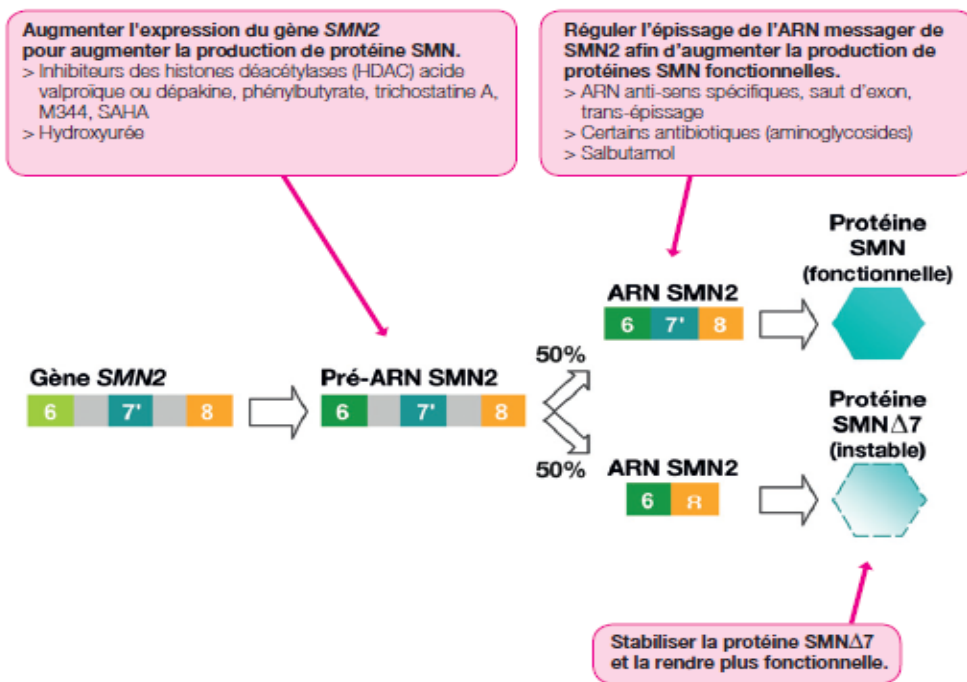 Augmenter l'expression du gène SMN2
pour augmenter la production de protéine SMN.
> Inhibiteurs des histones déacétylases (HDAC) acide
valproïque ou dépakine, phénylbutyrate, trichostatine A,
M344, SAHA
> Hydroxyurée
Réguler l'épissage de l'ARN messager de
SMN2 afin d'augmenter la production de
protéines SMN fonctionnelles.
> ARN anti-sens spécifiques, saut d'exon,
trans-épissage
> Certains antibiotiques (aminoglycosides)
> Salbutamol
Protéine
SMN
(fonctionnelle)
ARN SMN2
6 7' 8
50%
Gène SMN2
6 7' 8
Pré-ARN SMN2
6 7' 8
50%
ARN SMN2
6 8
Protéine
SMNΔ7
(instable)
Stabiliser la protéine SMNΔ7
et la rendre plus fonctionnelle.